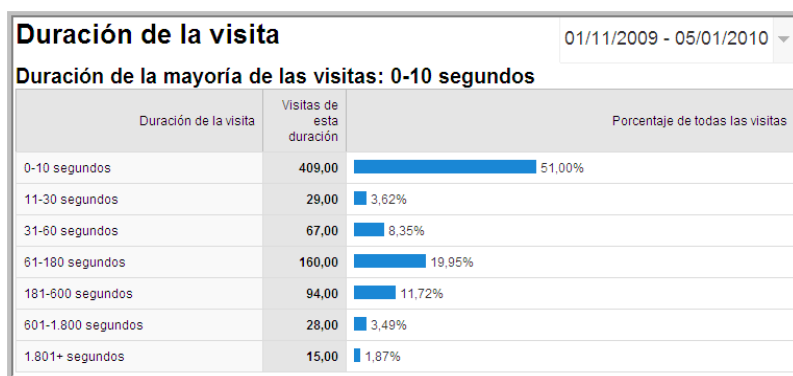 Duración de la visita
01/11/2009 - 05/01/2010
Duración de la mayoría de las visitas: 0-10 segundos
Duración de la visita
Visitas de
esta
duración
Porcentaje de todas las visitas
0-10 segundos 409,00 51,00%
11-30 segundos 29,00 3,62%
31-60 segundos 67,00 8,35%
61-180 segundos 160,00 19,95%
181-600 segundos 94,00 11,72%
601-1.800 segundos 28,00 3,49%
1.801+ segundos 15,00 1,87%